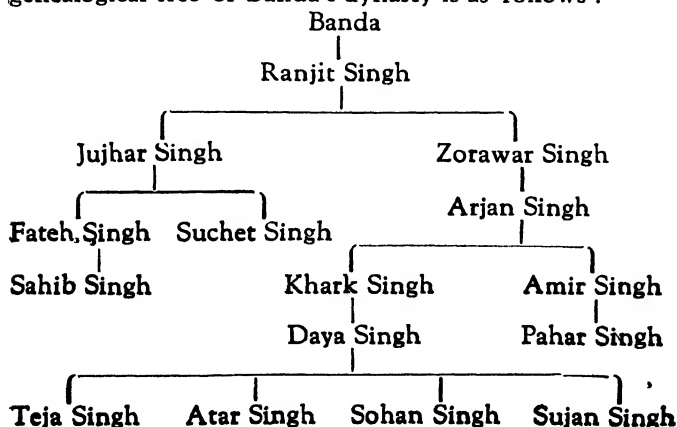 genealogical tree of Banda's dynasty is as follows :
Banda
Ranjit Singh
Jujhar Singh Zorawar Singh
Arjan Singh
Fateh Singh Suchet Singh
Sahib Singh Khark Singh Amir Singh
Daya Singh Pahar Singh
Teja Singh Atar Singh Sohan Singh Sujan Singh